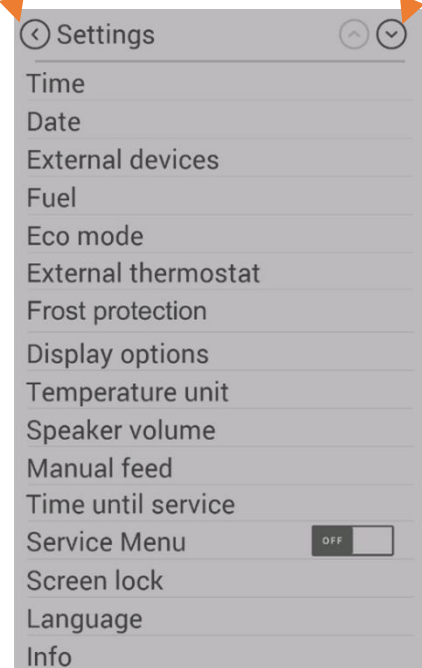 Settings
Time
Date
External devices
Fuel
Eco mode
External thermostat
Frost protection
Display options
Temperature unit
Speaker volume
Manual feed
Time until service
Service Menu OFF
Screen lock
Language
Info